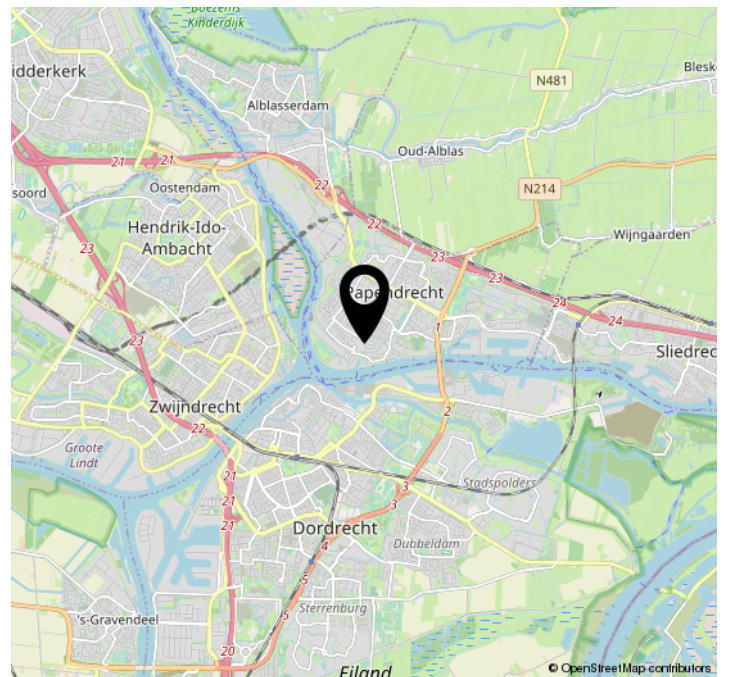 Boezems
Kinderdijk
idderkerk
N481
Blesk
Alblasserdam
Oud-Alblas
21
21
22
N214
Oostendam
soord
22
Hendrik-Ido-
Ambacht
Wijngaarden
23
23
23
Papendrecht
24
24
23
1
Sliedrec
Zwijndrecht
2
22
Groote
Lindt
21
3
Stadspolders
21
3
21
Dordrecht
4
Dubbeldam
5
Sterrenburg
5
's-Gravendeel
20
Eiland
© OpenStreetMap contributors